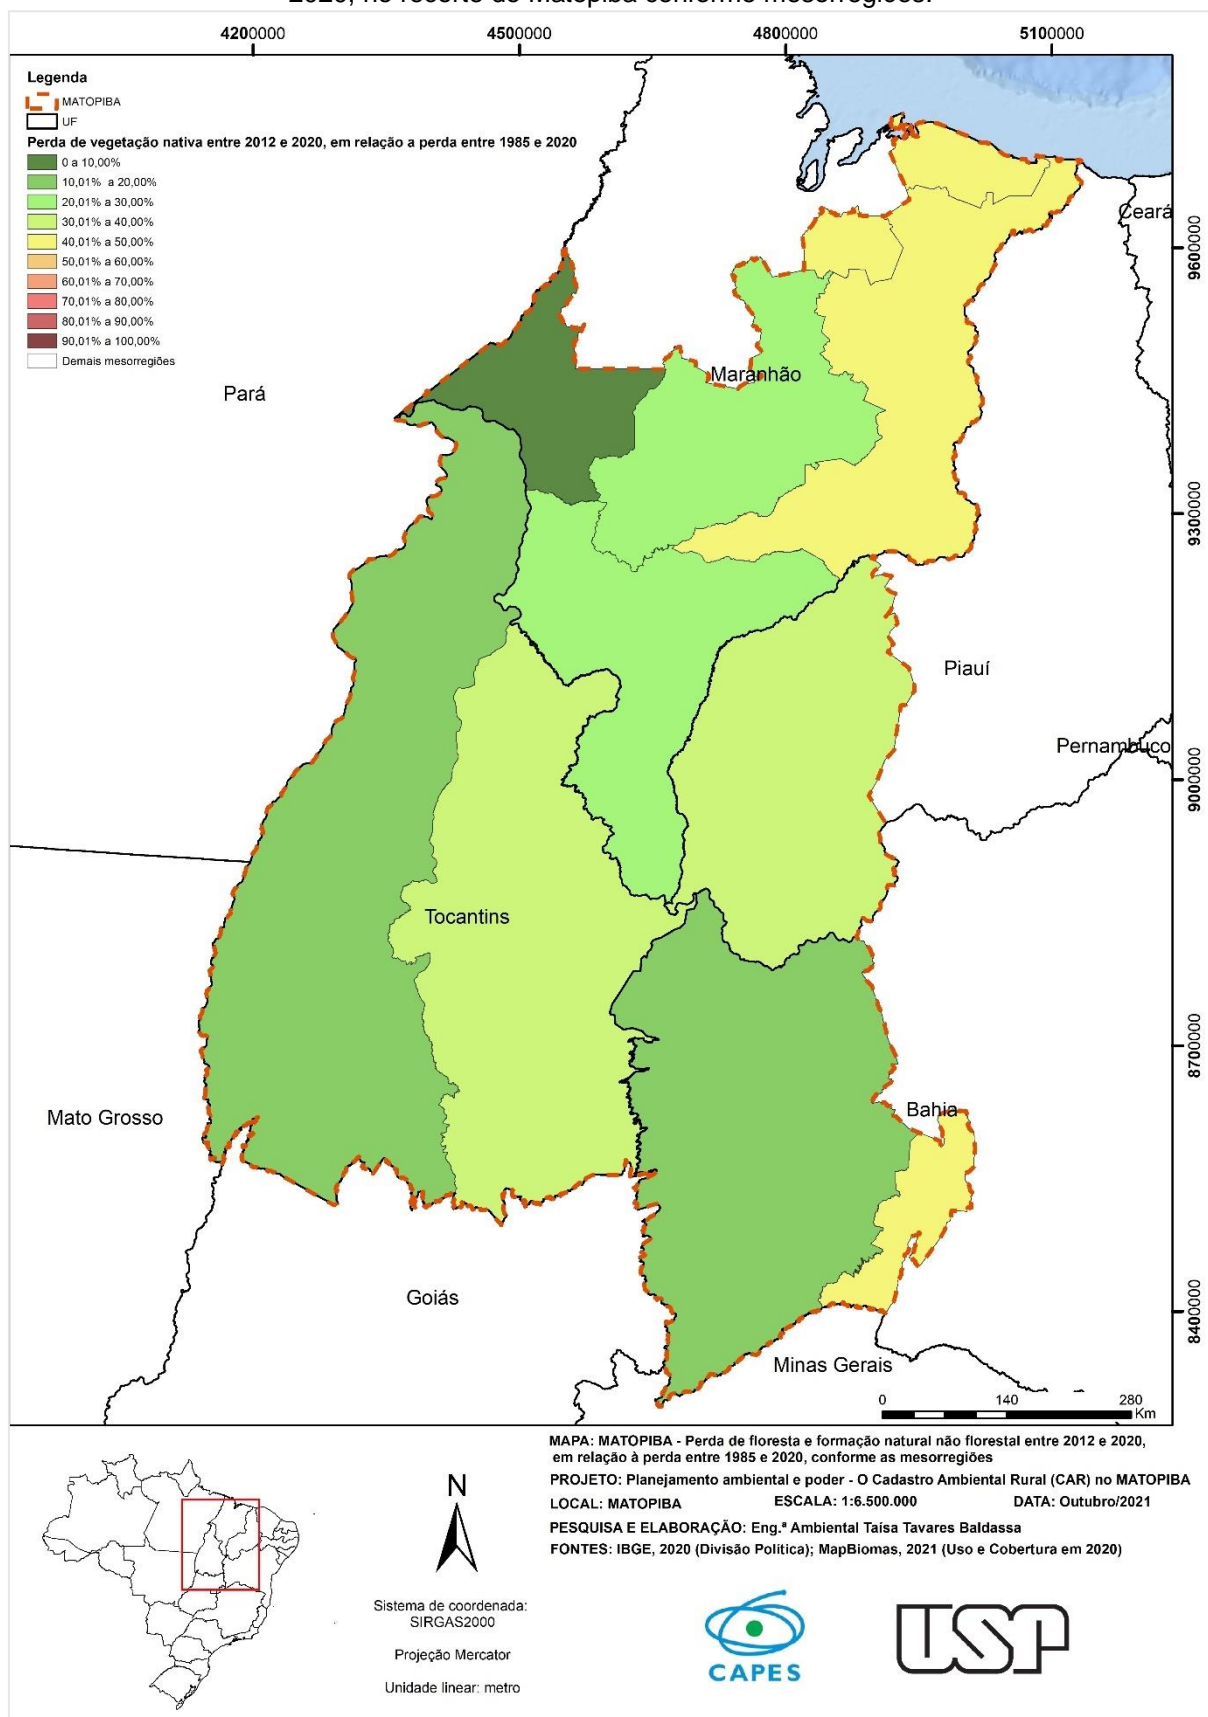 2020, no recorte do Matopiba conforme mesorregiões.
4200000 4500000 4800000 5100000
Legenda
MATOPIBA
UF
Perda de vegetação nativa entre 2012 e 2020, em relação a perda entre 1985 e 2020
0 a 10,00%
10,01% a 20,00%
20,01% a 30,00%
30,01% a 40,00%
40,01% a 50,00%
50,01% a 60,00%
60,01% a 70,00%
70,01% a 80,00%
80,01% a 90,00%
90,01% a 100,00%
Demais mesorregiões
Ceará
9600000
Maranhão
Pará
9300000
Piauí
Pernambuco
9000000
Tocantins
8700000
Mato Grosso
Bahia
Goiás
8400000
Minas Gerais
0 140 280
Km
MAPA: MATOPIBA - Perda de floresta e formação natural não florestal entre 2012 e 2020,
em relação à perda entre 1985 e 2020, conforme as mesorregiões
PROJETO: Planejamento ambiental e poder - O Cadastro Ambiental Rural (CAR) no MATOPIBA
LOCAL: MATOPIBA ESCALA: 1:6.500.000 DATA: Outubro/2021
PESQUISA E ELABORAÇÃO: Eng.ª Ambiental Taísa Tavares Baldassa
FONTES: IBGE, 2020 (Divisão Política); MapBiomas, 2021 (Uso e Cobertura em 2020)
N
Sistema de coordenada:
SIRGAS2000
Projeção Mercator
Unidade linear: metro
CAPES
USP